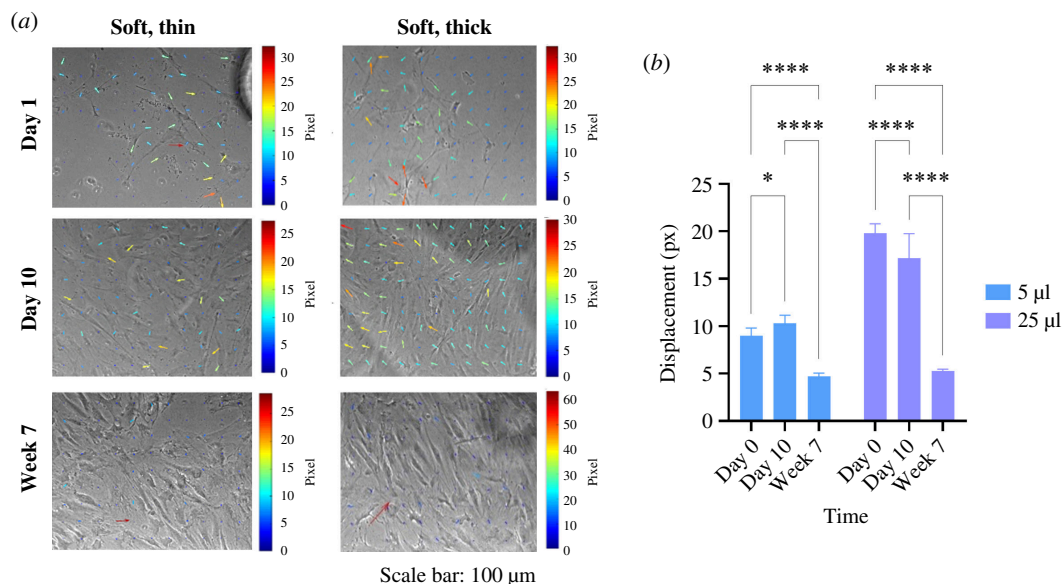 (a)
Soft, thin
Soft, thick
Day 1
30
25
20
15
10
5
0
Pixel
30
25
20
15
10
5
0
Pixel
Day 10
25
20
15
10
5
0
Pixel
30
25
20
15
10
5
0
Pixel
Week 7
25
20
15
10
5
0
Pixel
60
50
40
30
20
10
0
Pixel
Scale bar: 100 µm
(b)
**** ****
**** ****
* ****
Displacement (px)
25
20
15
10
5
0
Day 0
Day 10
Week 7
Day 0
Day 10
Week 7
Time
5 µl
25 µl